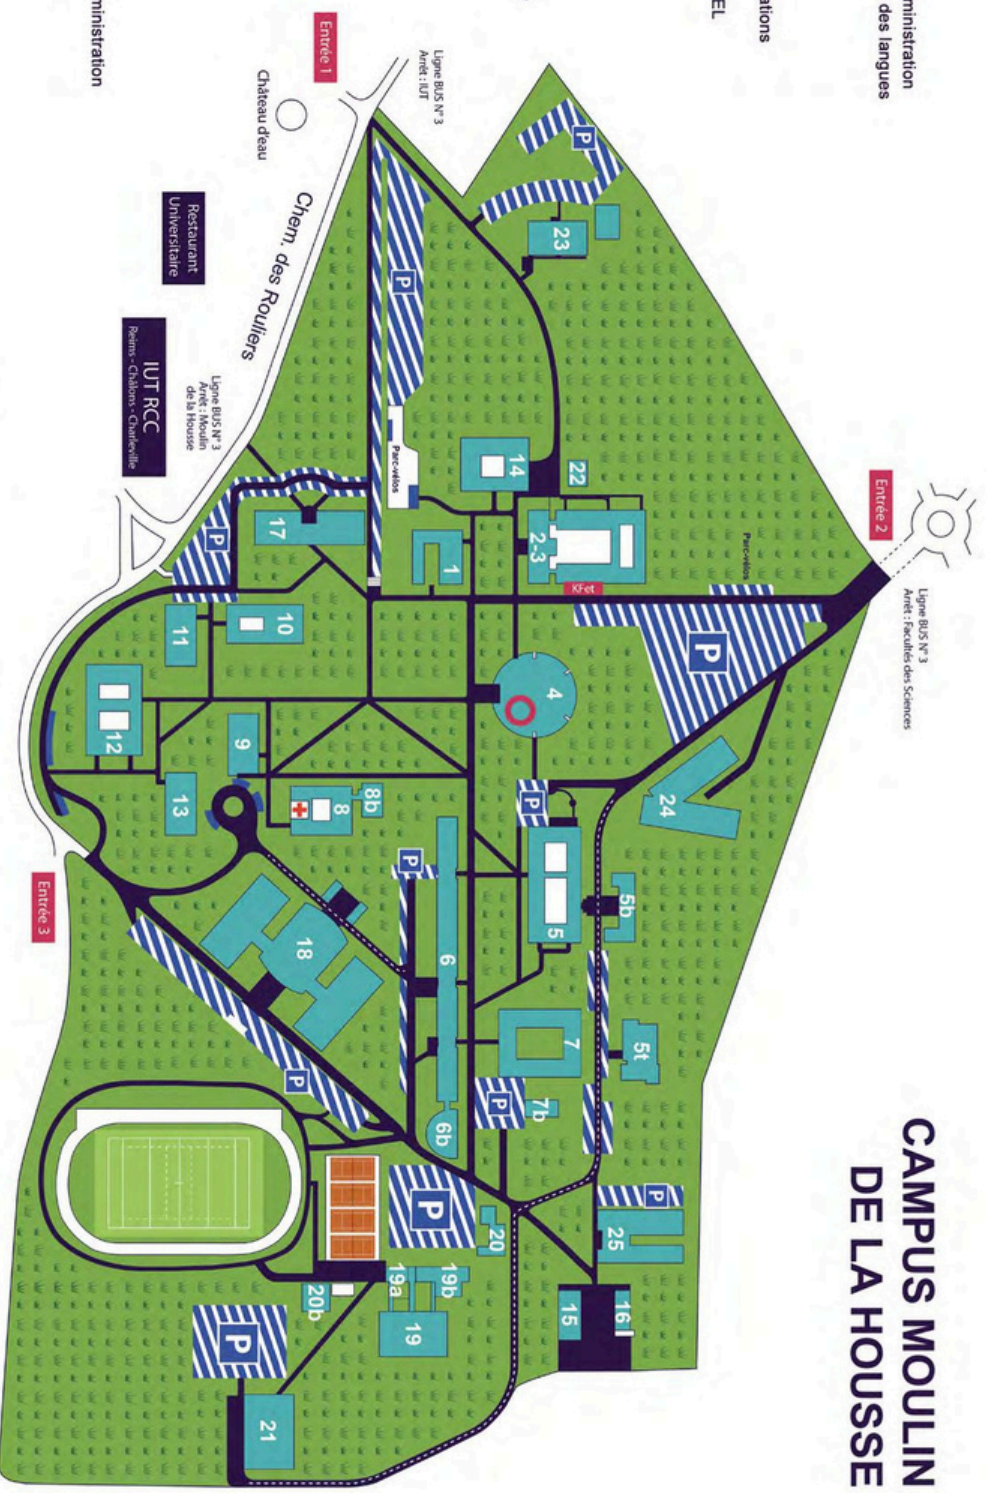 CAMPUS MOULIN
DE LA HOUSSE
ministration
des langues
ations
EL
ministration
Entrée 1
Ligne BUS N° 3
Arrêt : IUT
Château d'eau
Chem. des Rouliers
Restaurant
Universitaire
IUT RCC
Reims - Châlons - Charleville
Ligne BUS N° 3
Arrêt : Moulin
de la Housse
Entrée 2
Ligne BUS N° 3
Arrêt : Facultés des Sciences
Parc-vélos
Parc-vélos
KFet
Entrée 3
P
P
P
P
P
P
P
P
P
P
P
1
2-3
4
5
5b
5t
6
6b
7
7b
8
8b
9
10
11
12
13
14
15
16
17
18
19
19a
19b
20
20b
21
22
23
24
25